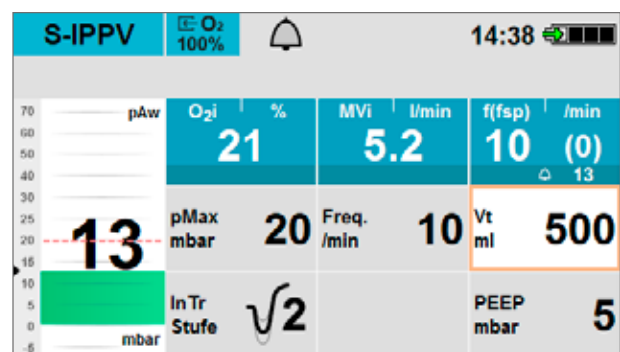 S-IPPV
O₂
100%
14:38
70
60
50
40
30
25
20
15
10
5
0
-5
pAw
13
mbar
O₂i %
21
MVi l/min
5.2
f(fsp) /min
10 (0)
13
pMax
mbar
20
Freq.
/min
10
Vt
ml
500
InTr
Stufe
2
PEEP
mbar
5